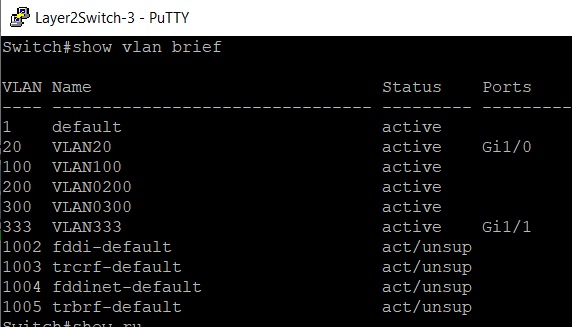 Layer2Switch-3 - PuTTY
Switch#show vlan brief
VLAN Name                             Status    Ports
---- -------------------------------- --------- ---------
1    default                          active
20   VLAN20                           active    Gi1/0
100  VLAN100                          active
200  VLAN0200                         active
300  VLAN0300                         active
333  VLAN333                          active    Gi1/1
1002 fddi-default                     act/unsup
1003 trcrf-default                    act/unsup
1004 fddinet-default                  act/unsup
1005 trbrf-default                    act/unsup
Switch#show ru